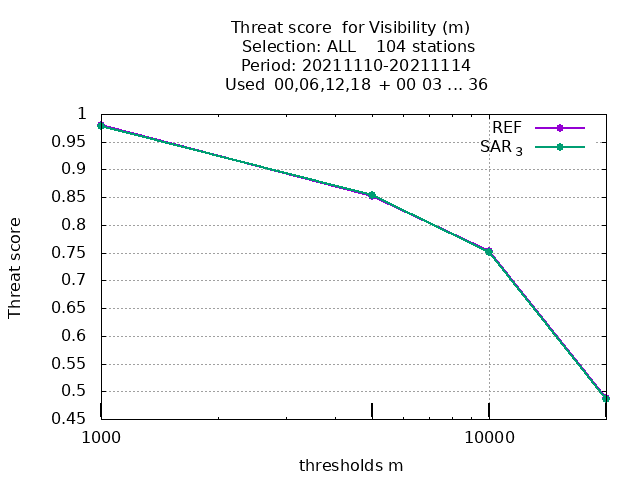 Threat score for Visibility (m)
Selection: ALL 104 stations
Period: 20211110-20211114
Used 00,06,12,18 + 00 03 ... 36
REF
SAR 3
1
0.95
0.9
0.85
0.8
0.75
0.7
0.65
0.6
0.55
0.5
0.45
Threat score
1000 10000
thresholds m